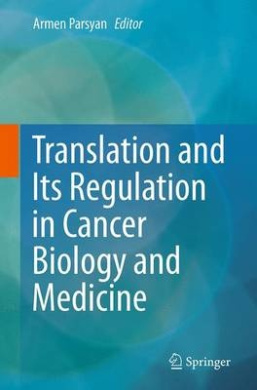 Armen Parsyan Editor
Translation and
Its Regulation
in Cancer
Biology and
Medicine
Springer